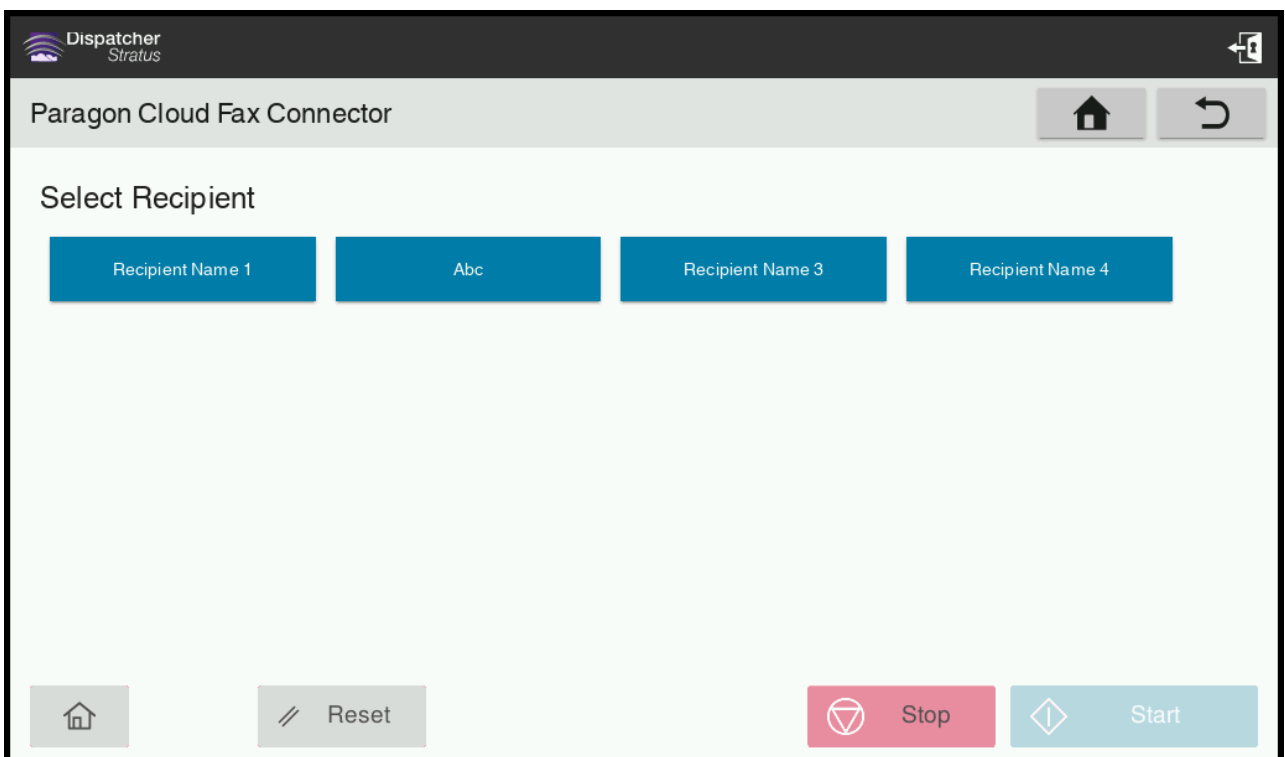 Dispatcher
Stratus
Paragon Cloud Fax Connector
Select Recipient
Recipient Name 1
Abc
Recipient Name 3
Recipient Name 4
Reset
Stop
Start